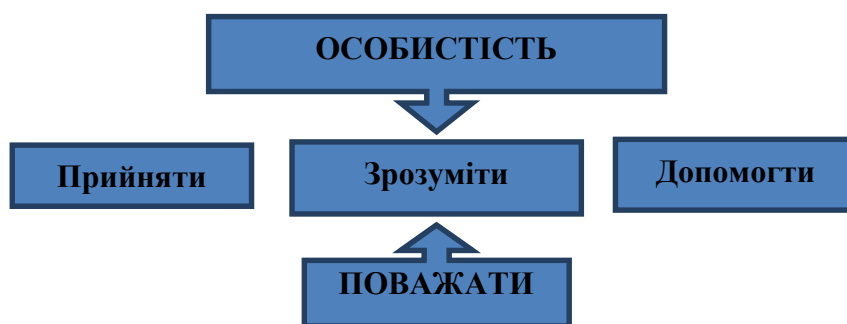 ОСОБИСТІСТЬ
Прийняти
Зрозуміти
Допомогти
ПОВАЖАТИ